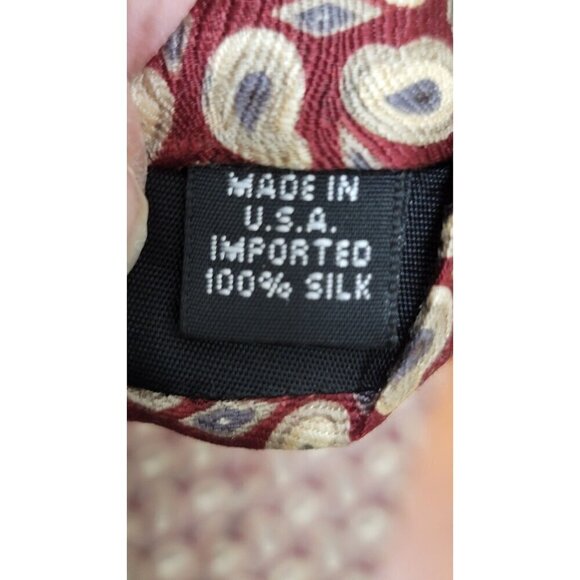 MADE IN
U.S.A.
IMPORTED
100% SILK